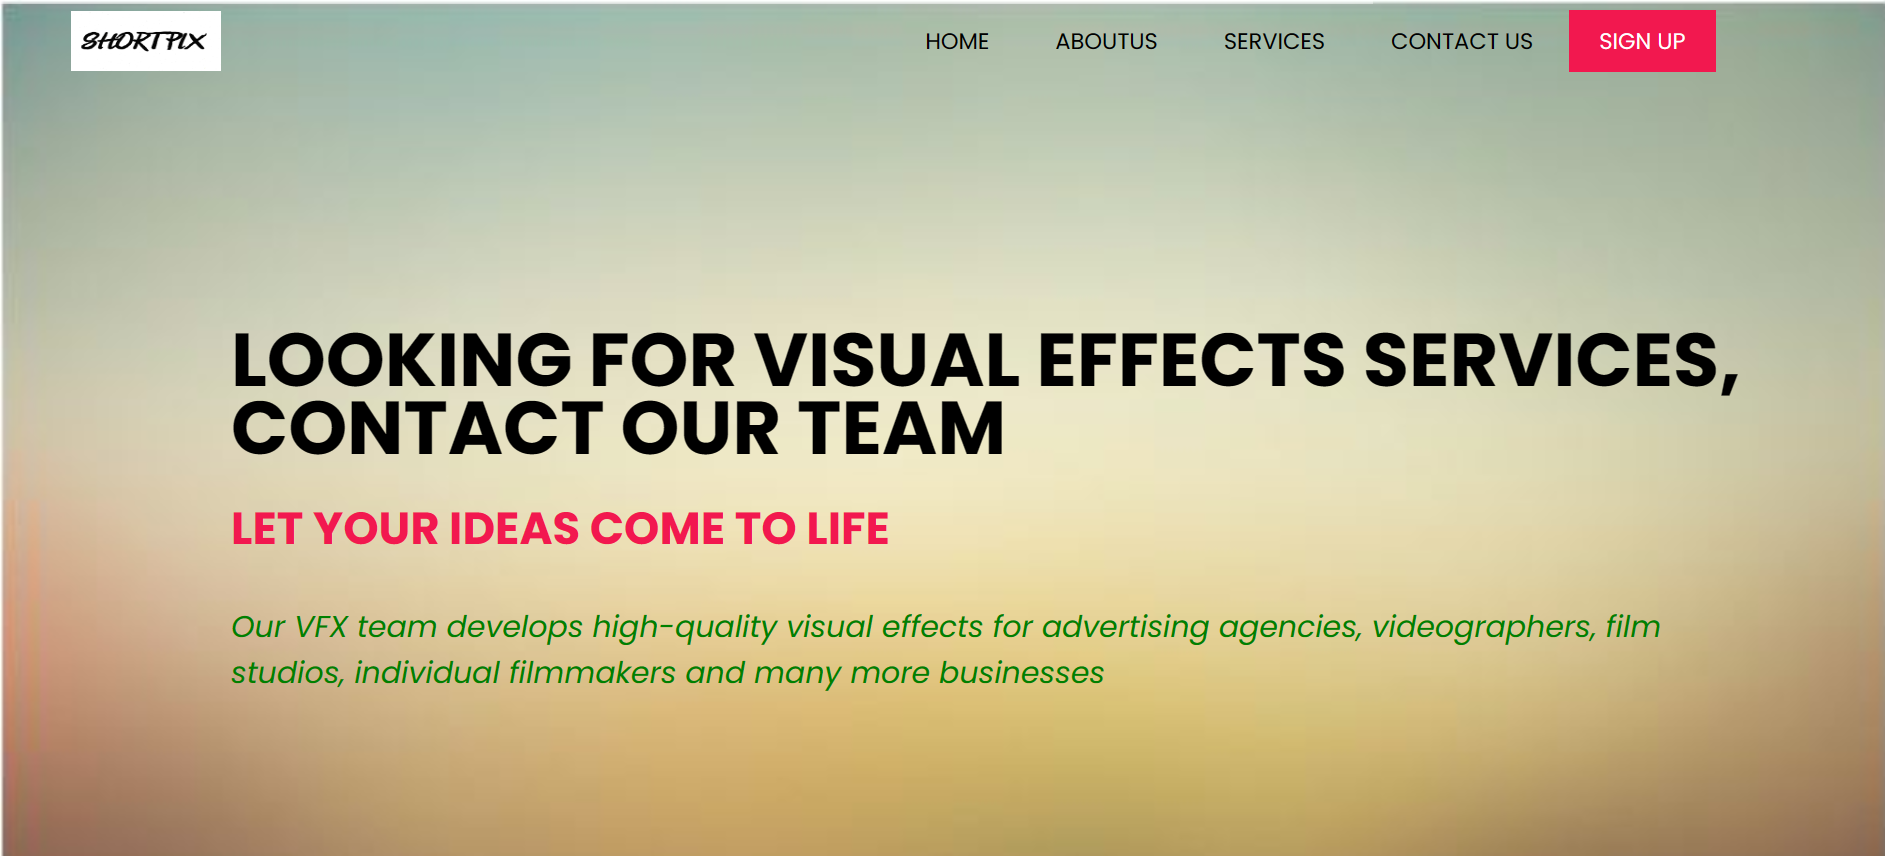 SHORTPIX
HOME ABOUTUS SERVICES CONTACT US SIGN UP
LOOKING FOR VISUAL EFFECTS SERVICES,
CONTACT OUR TEAM
LET YOUR IDEAS COME TO LIFE
Our VFX team develops high-quality visual effects for advertising agencies, videographers, film
studios, individual filmmakers and many more businesses